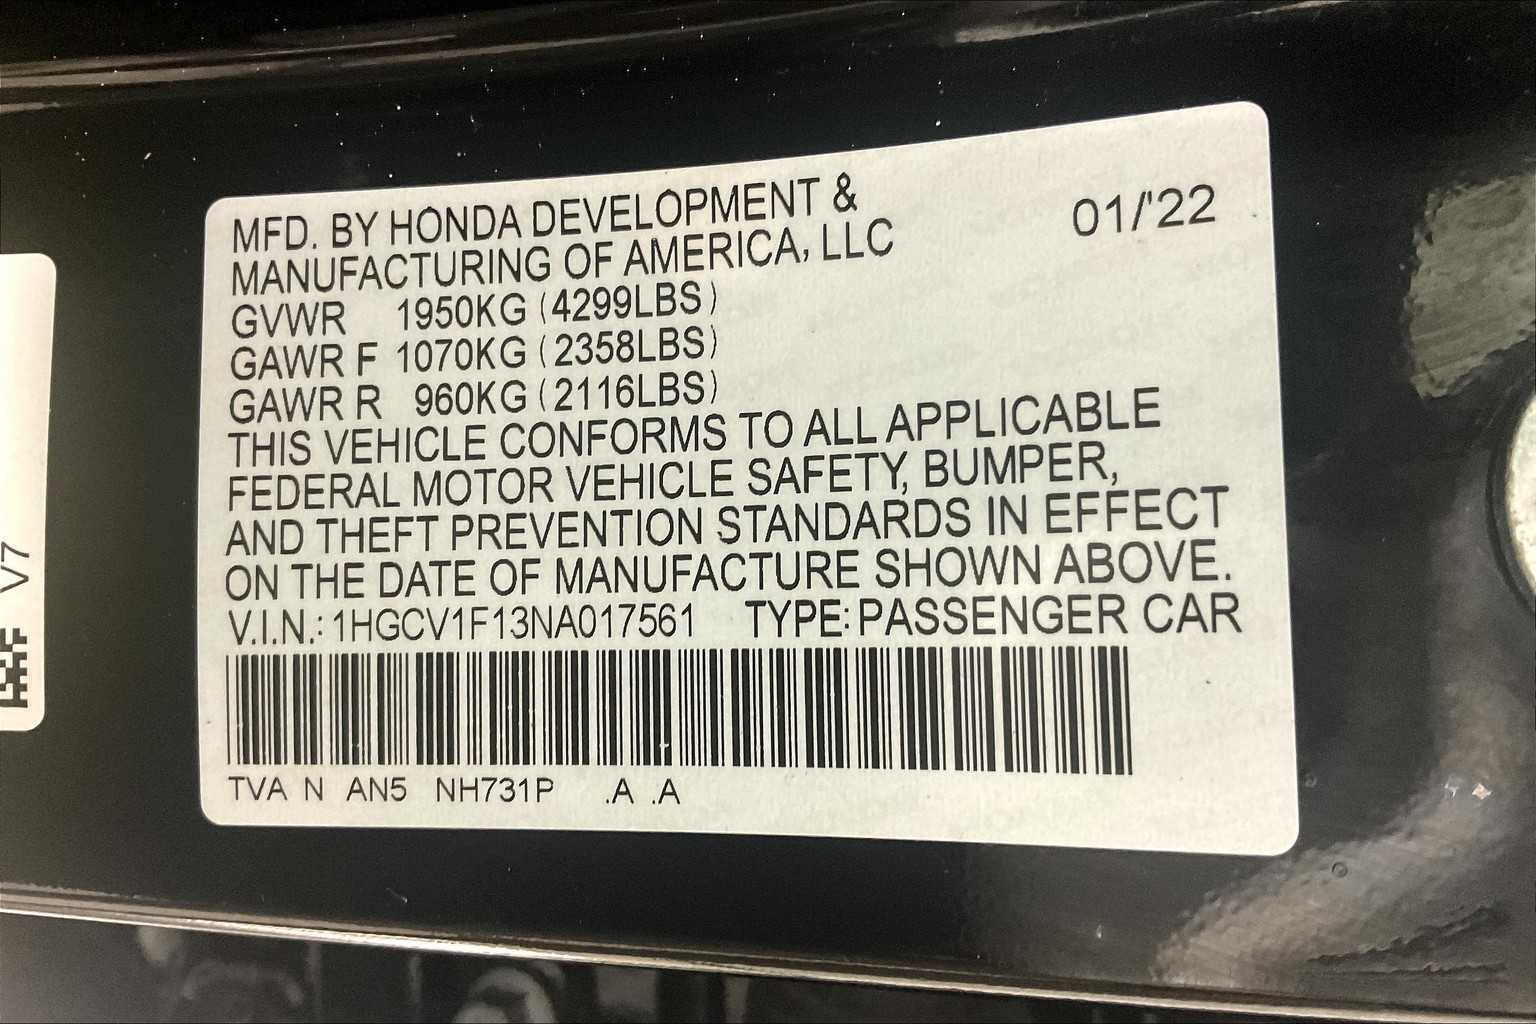 MFD. BY HONDA DEVELOPMENT &
MANUFACTURING OF AMERICA, LLC
01/'22
GVWR 1950KG (4299LBS)
GAWR F 1070KG (2358LBS)
GAWR R 960KG (2116LBS)
THIS VEHICLE CONFORMS TO ALL APPLICABLE
FEDERAL MOTOR VEHICLE SAFETY, BUMPER,
AND THEFT PREVENTION STANDARDS IN EFFECT
ON THE DATE OF MANUFACTURE SHOWN ABOVE.
V.I.N.: 1HGCV1F13NA017561 TYPE: PASSENGER CAR
TVA N AN5 NH731P .A .A
V7